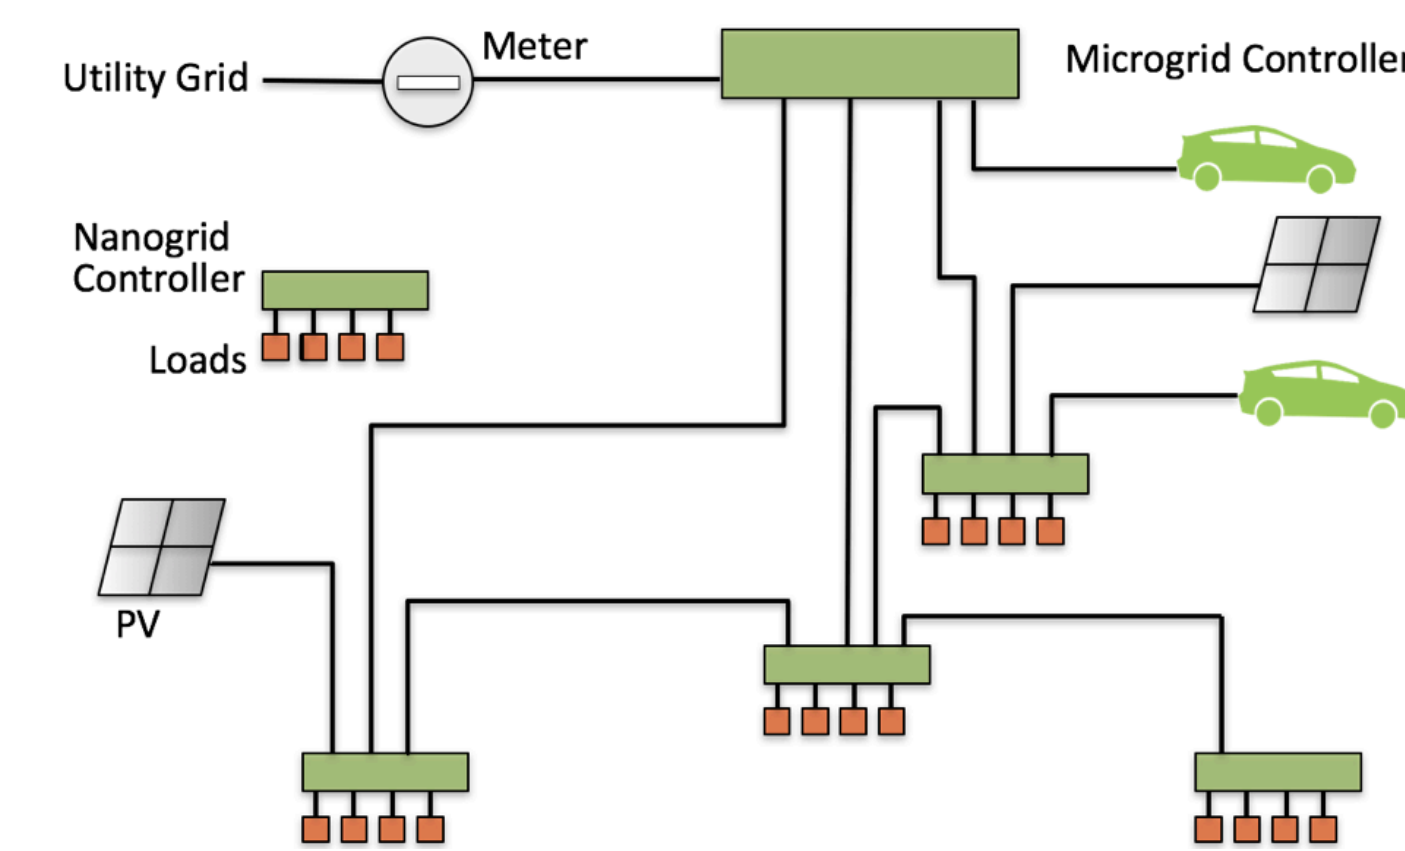 Utility Grid
Meter
Microgrid Controller
Nanogrid
Controller
Loads
PV